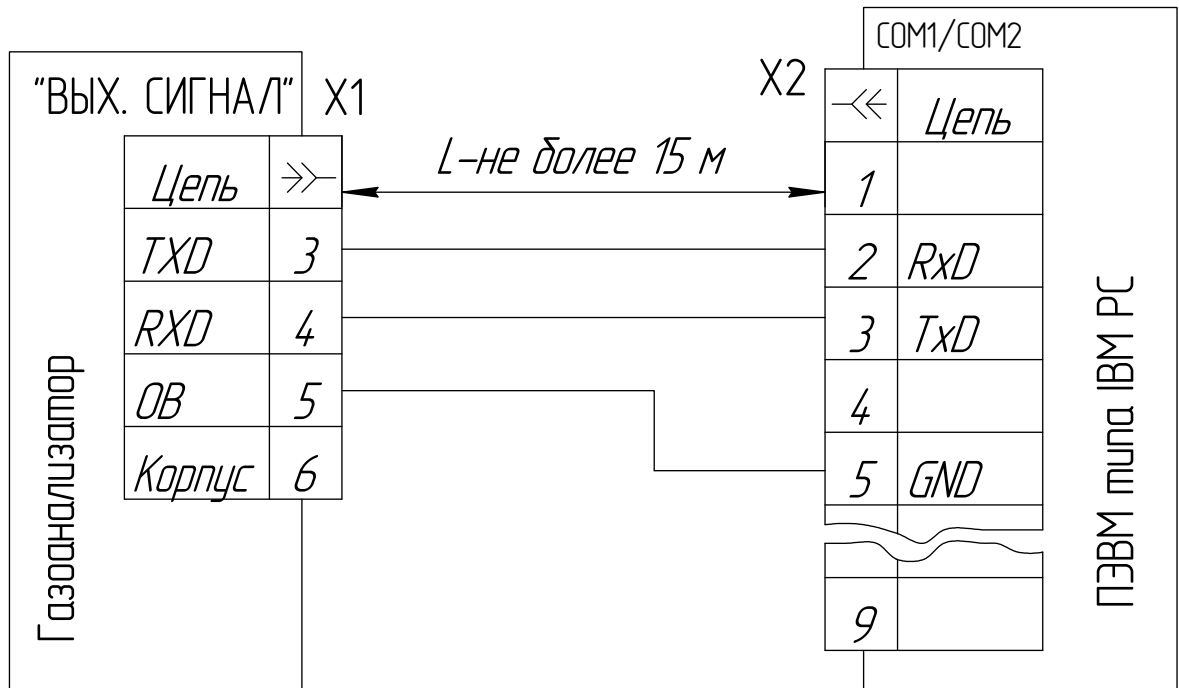 COM1/COM2
"ВЫХ. СИГНАЛ" X1
X2
Цепь
L-не более 15 м
Цепь
TXD 3
RXD 4
ОВ 5
Корпус 6
1
2 RxD
3 TxD
4
5 GND
9
Газоанализатор
ПЭВМ типа IBM PC